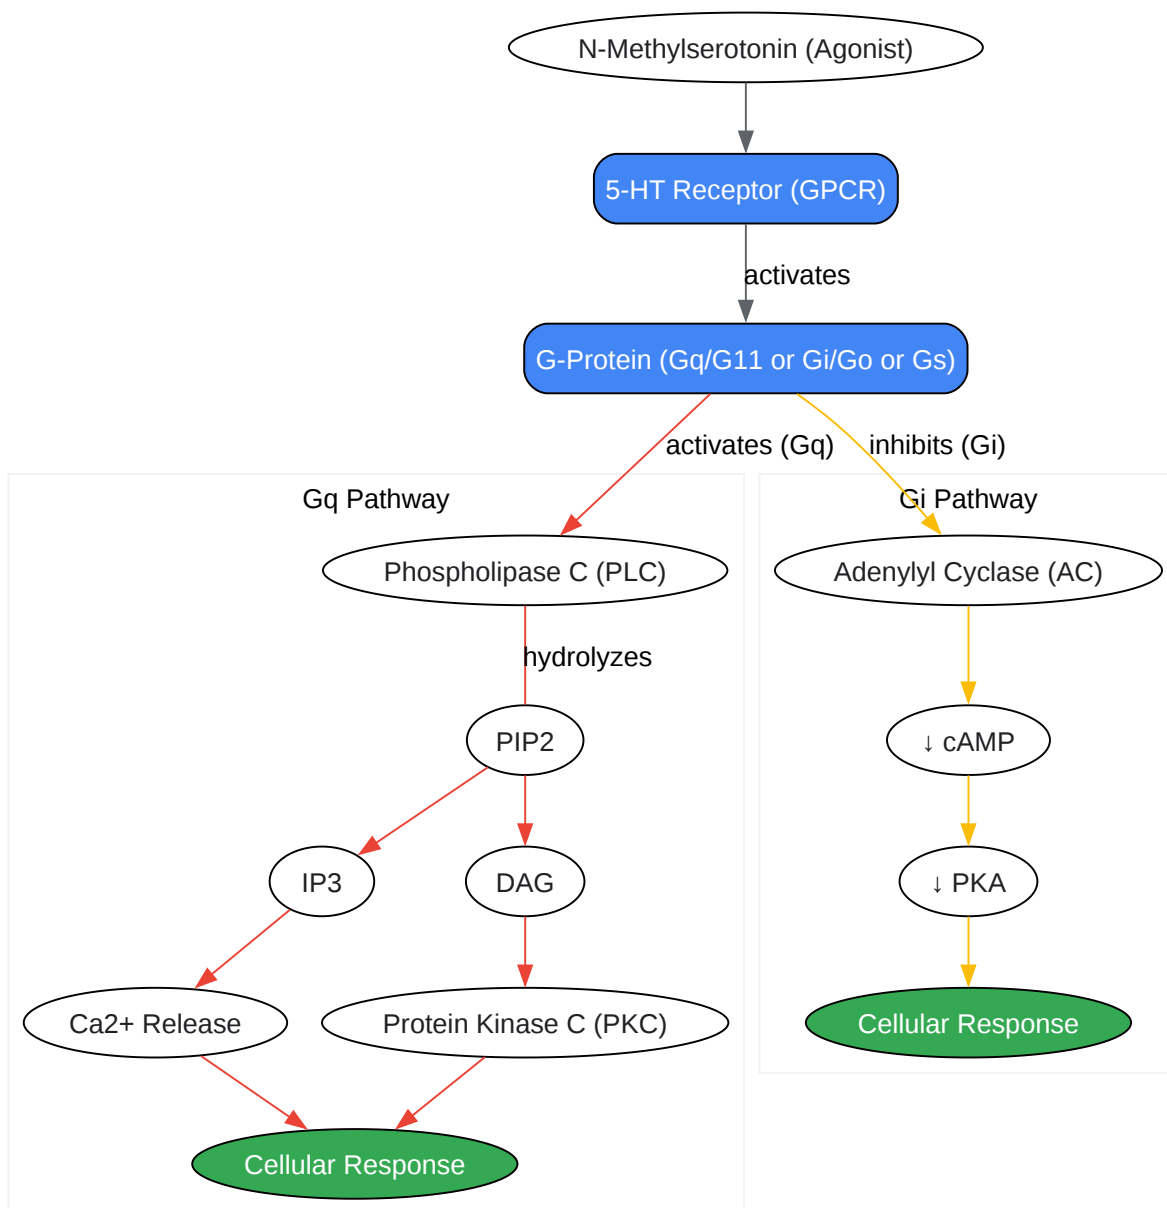 N-Methylserotonin (Agonist)
5-HT Receptor (GPCR)
activates
G-Protein (Gq/G11 or Gi/Go or Gs)
activates (Gq)
inhibits (Gi)
Gq Pathway
Gi Pathway
Phospholipase C (PLC)
Adenylyl Cyclase (AC)
hydrolyzes
PIP2
↓ cAMP
IP3
DAG
↓ PKA
Ca2+ Release
Protein Kinase C (PKC)
Cellular Response
Cellular Response